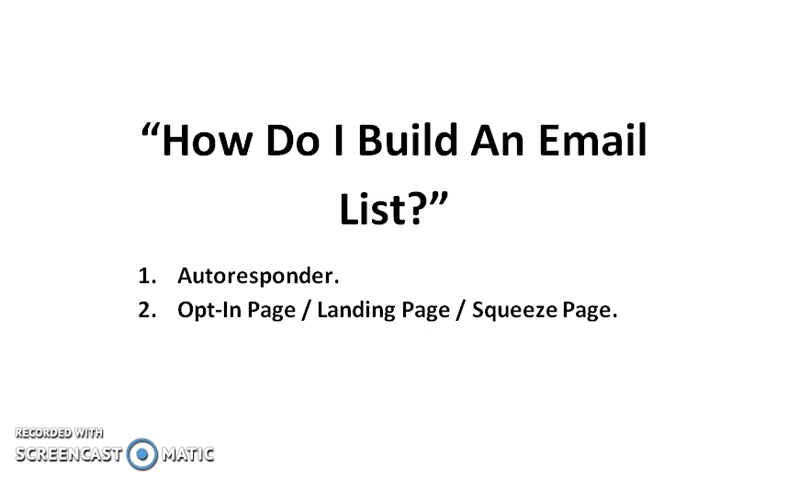 “How Do I Build An Email
List?”
1. Autoresponder.
2. Opt-In Page / Landing Page / Squeeze Page.
RECORDED WITH
SCREENCAST MATIC